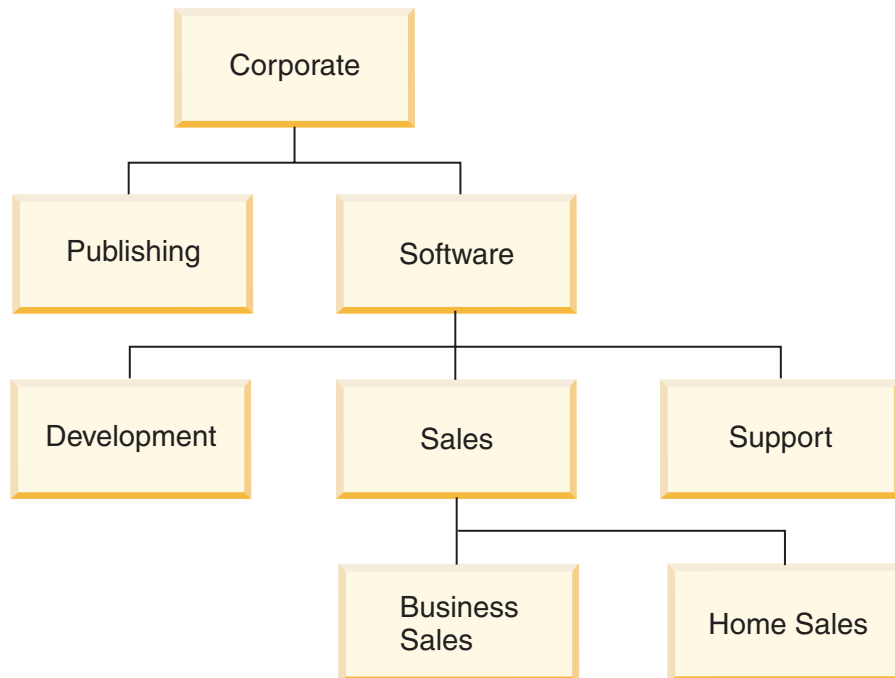 Corporate
Publishing
Software
Development
Sales
Support
Business
Sales
Home Sales